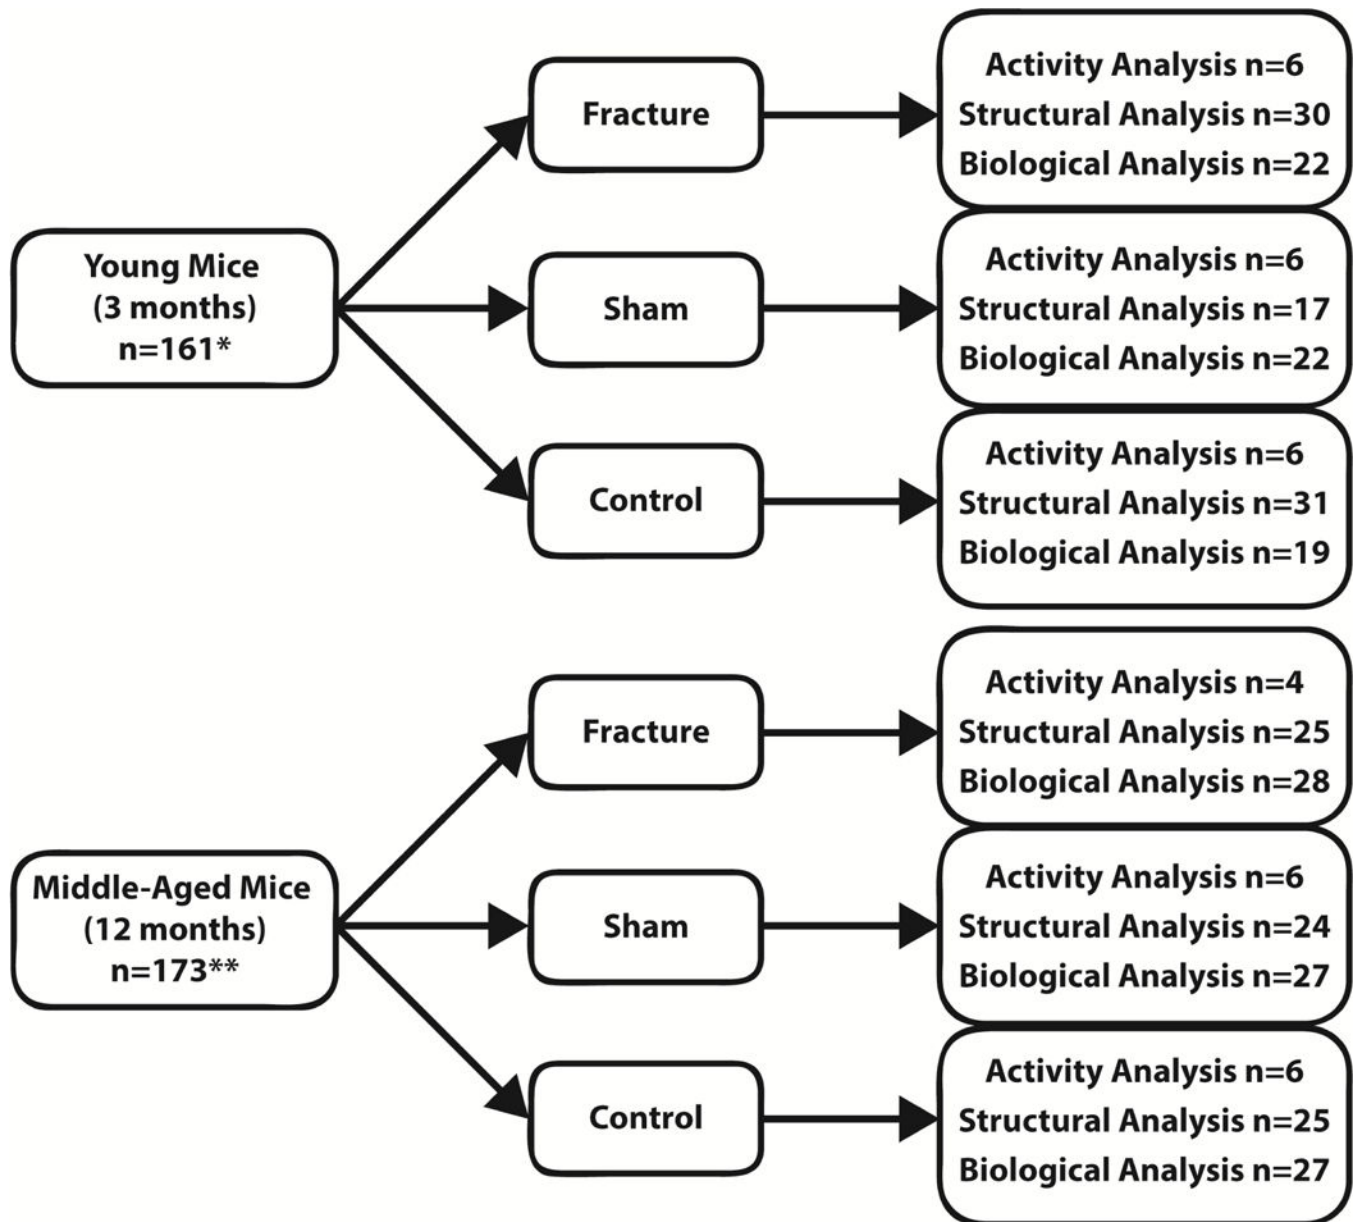 Young Mice
(3 months)
n=161*
Fracture
Activity Analysis n=6
Structural Analysis n=30
Biological Analysis n=22
Sham
Activity Analysis n=6
Structural Analysis n=17
Biological Analysis n=22
Control
Activity Analysis n=6
Structural Analysis n=31
Biological Analysis n=19
Middle-Aged Mice
(12 months)
n=173**
Fracture
Activity Analysis n=4
Structural Analysis n=25
Biological Analysis n=28
Sham
Activity Analysis n=6
Structural Analysis n=24
Biological Analysis n=27
Control
Activity Analysis n=6
Structural Analysis n=25
Biological Analysis n=27